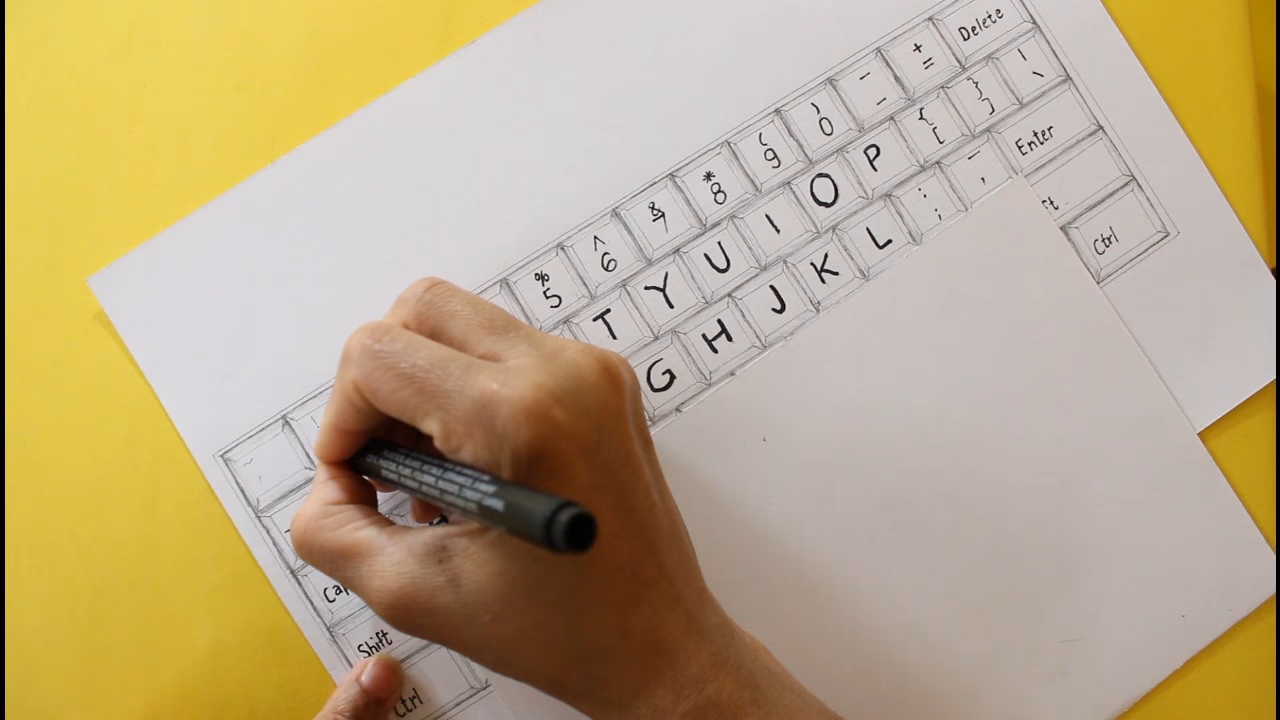 % ^ & * ( ) - + Delete
5 6 7 8 9 0 _ =
T Y U I O P { } |
[ ] \
G H J K L : ; - , Enter
Shift
Ctrl Ctrl